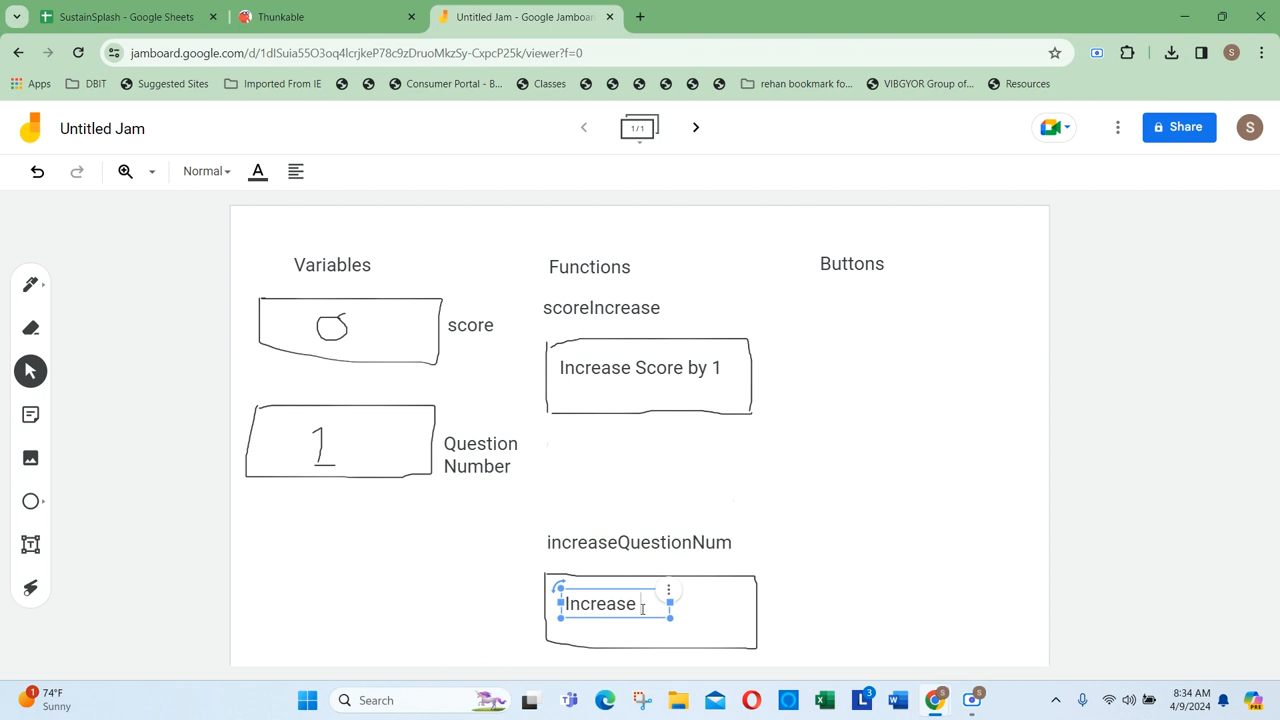 SustainSplash - Google Sheets
Thunkable
Untitled Jam - Google Jamboard
jamboard.google.com/d/1dISuia55O3oq4lcrjkeP78c9zDruoMkzSy-CxpcP25k/viewer?f=0
S
Apps
DBIT
Suggested Sites
Imported From IE
Consumer Portal - B...
Classes
rehan bookmark fo...
VIBGYOR Group of...
Resources
Untitled Jam
1/1
Share
S
Normal
A
Variables
Functions
Buttons
scoreIncrease
0
score
Increase Score by 1
1
Question
Number
increaseQuestionNum
Increase
1
74°F
Sunny
Search
3
8:34 AM
4/9/2024